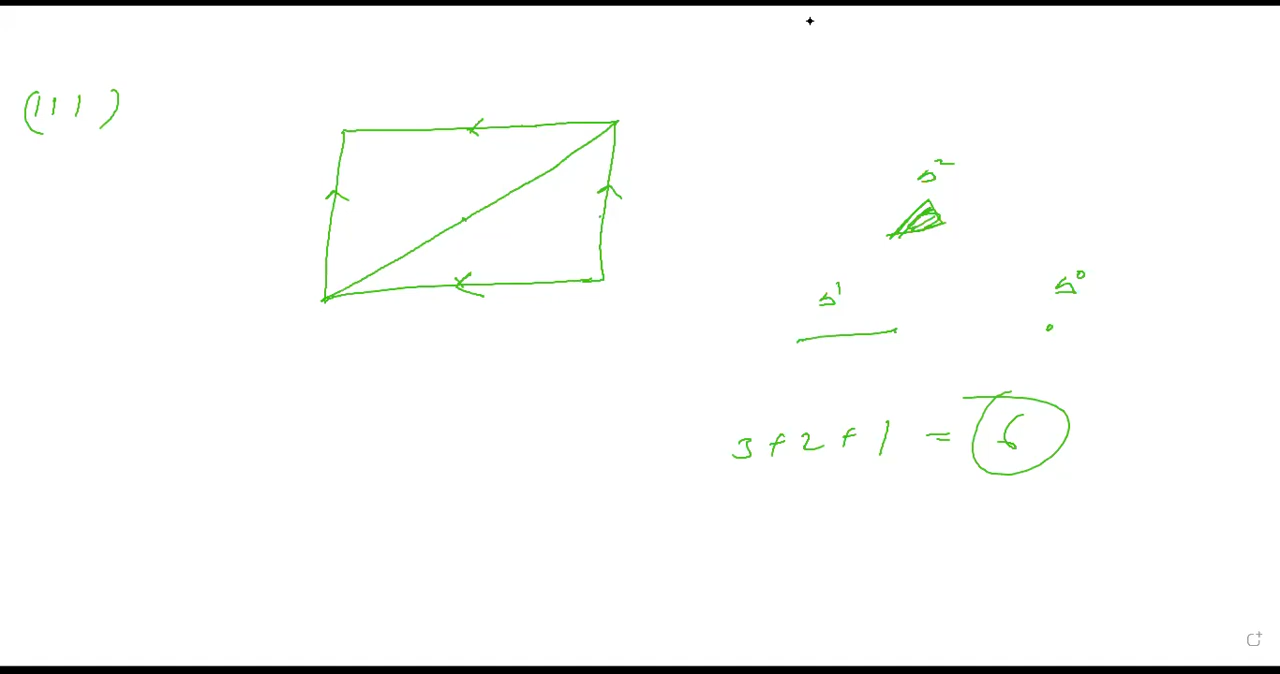 (111)
s²
s¹
s⁰
3+2+1 = 6